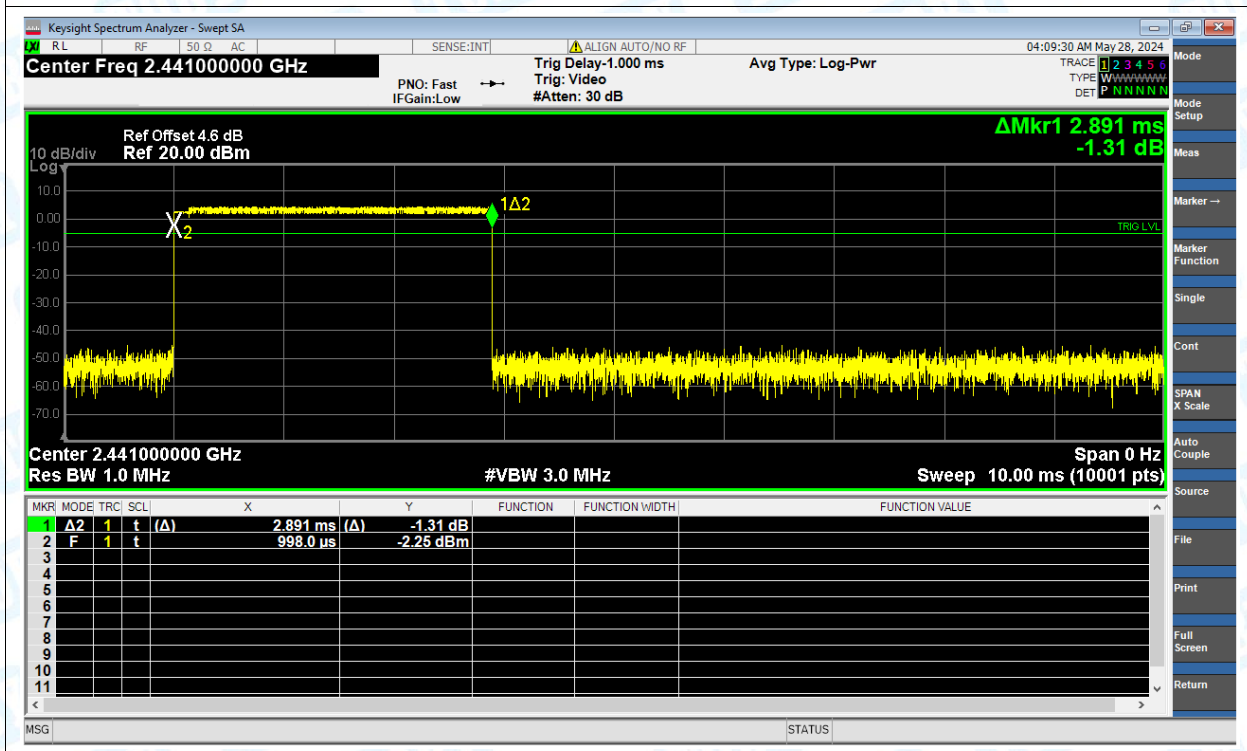 Keysight Spectrum Analyzer - Swept SA
LXI RL RF 50 Ω AC SENSE:INT ALIGN AUTO/NO RF 04:09:30 AM May 28, 2024
Center Freq 2.441000000 GHz
PNO: Fast
IFGain:Low
Trig Delay-1.000 ms
Trig: Video
#Atten: 30 dB
Avg Type: Log-Pwr
TRACE 1 2 3 4 5 6
TYPE WWWWWW
DET P N N N N N
ΔMkr1 2.891 ms
-1.31 dB
Ref Offset 4.6 dB
10 dB/div Ref 20.00 dBm
Log
10.0
0.00
-10.0
-20.0
-30.0
-40.0
-50.0
-60.0
-70.0
1Δ2
X2
TRIG LVL
Center 2.441000000 GHz Span 0 Hz
Res BW 1.0 MHz #VBW 3.0 MHz Sweep 10.00 ms (10001 pts)
MKR MODE TRC SCL X Y FUNCTION FUNCTION WIDTH FUNCTION VALUE
1 Δ2 1 t (Δ) 2.891 ms (Δ) -1.31 dB
2 F 1 t 998.0 µs -2.25 dBm
3
4
5
6
7
8
9
10
11
MSG STATUS
Mode
Mode Setup
Meas
Marker →
Marker Function
Single
Cont
SPAN X Scale
Auto Couple
Source
File
Print
Full Screen
Return